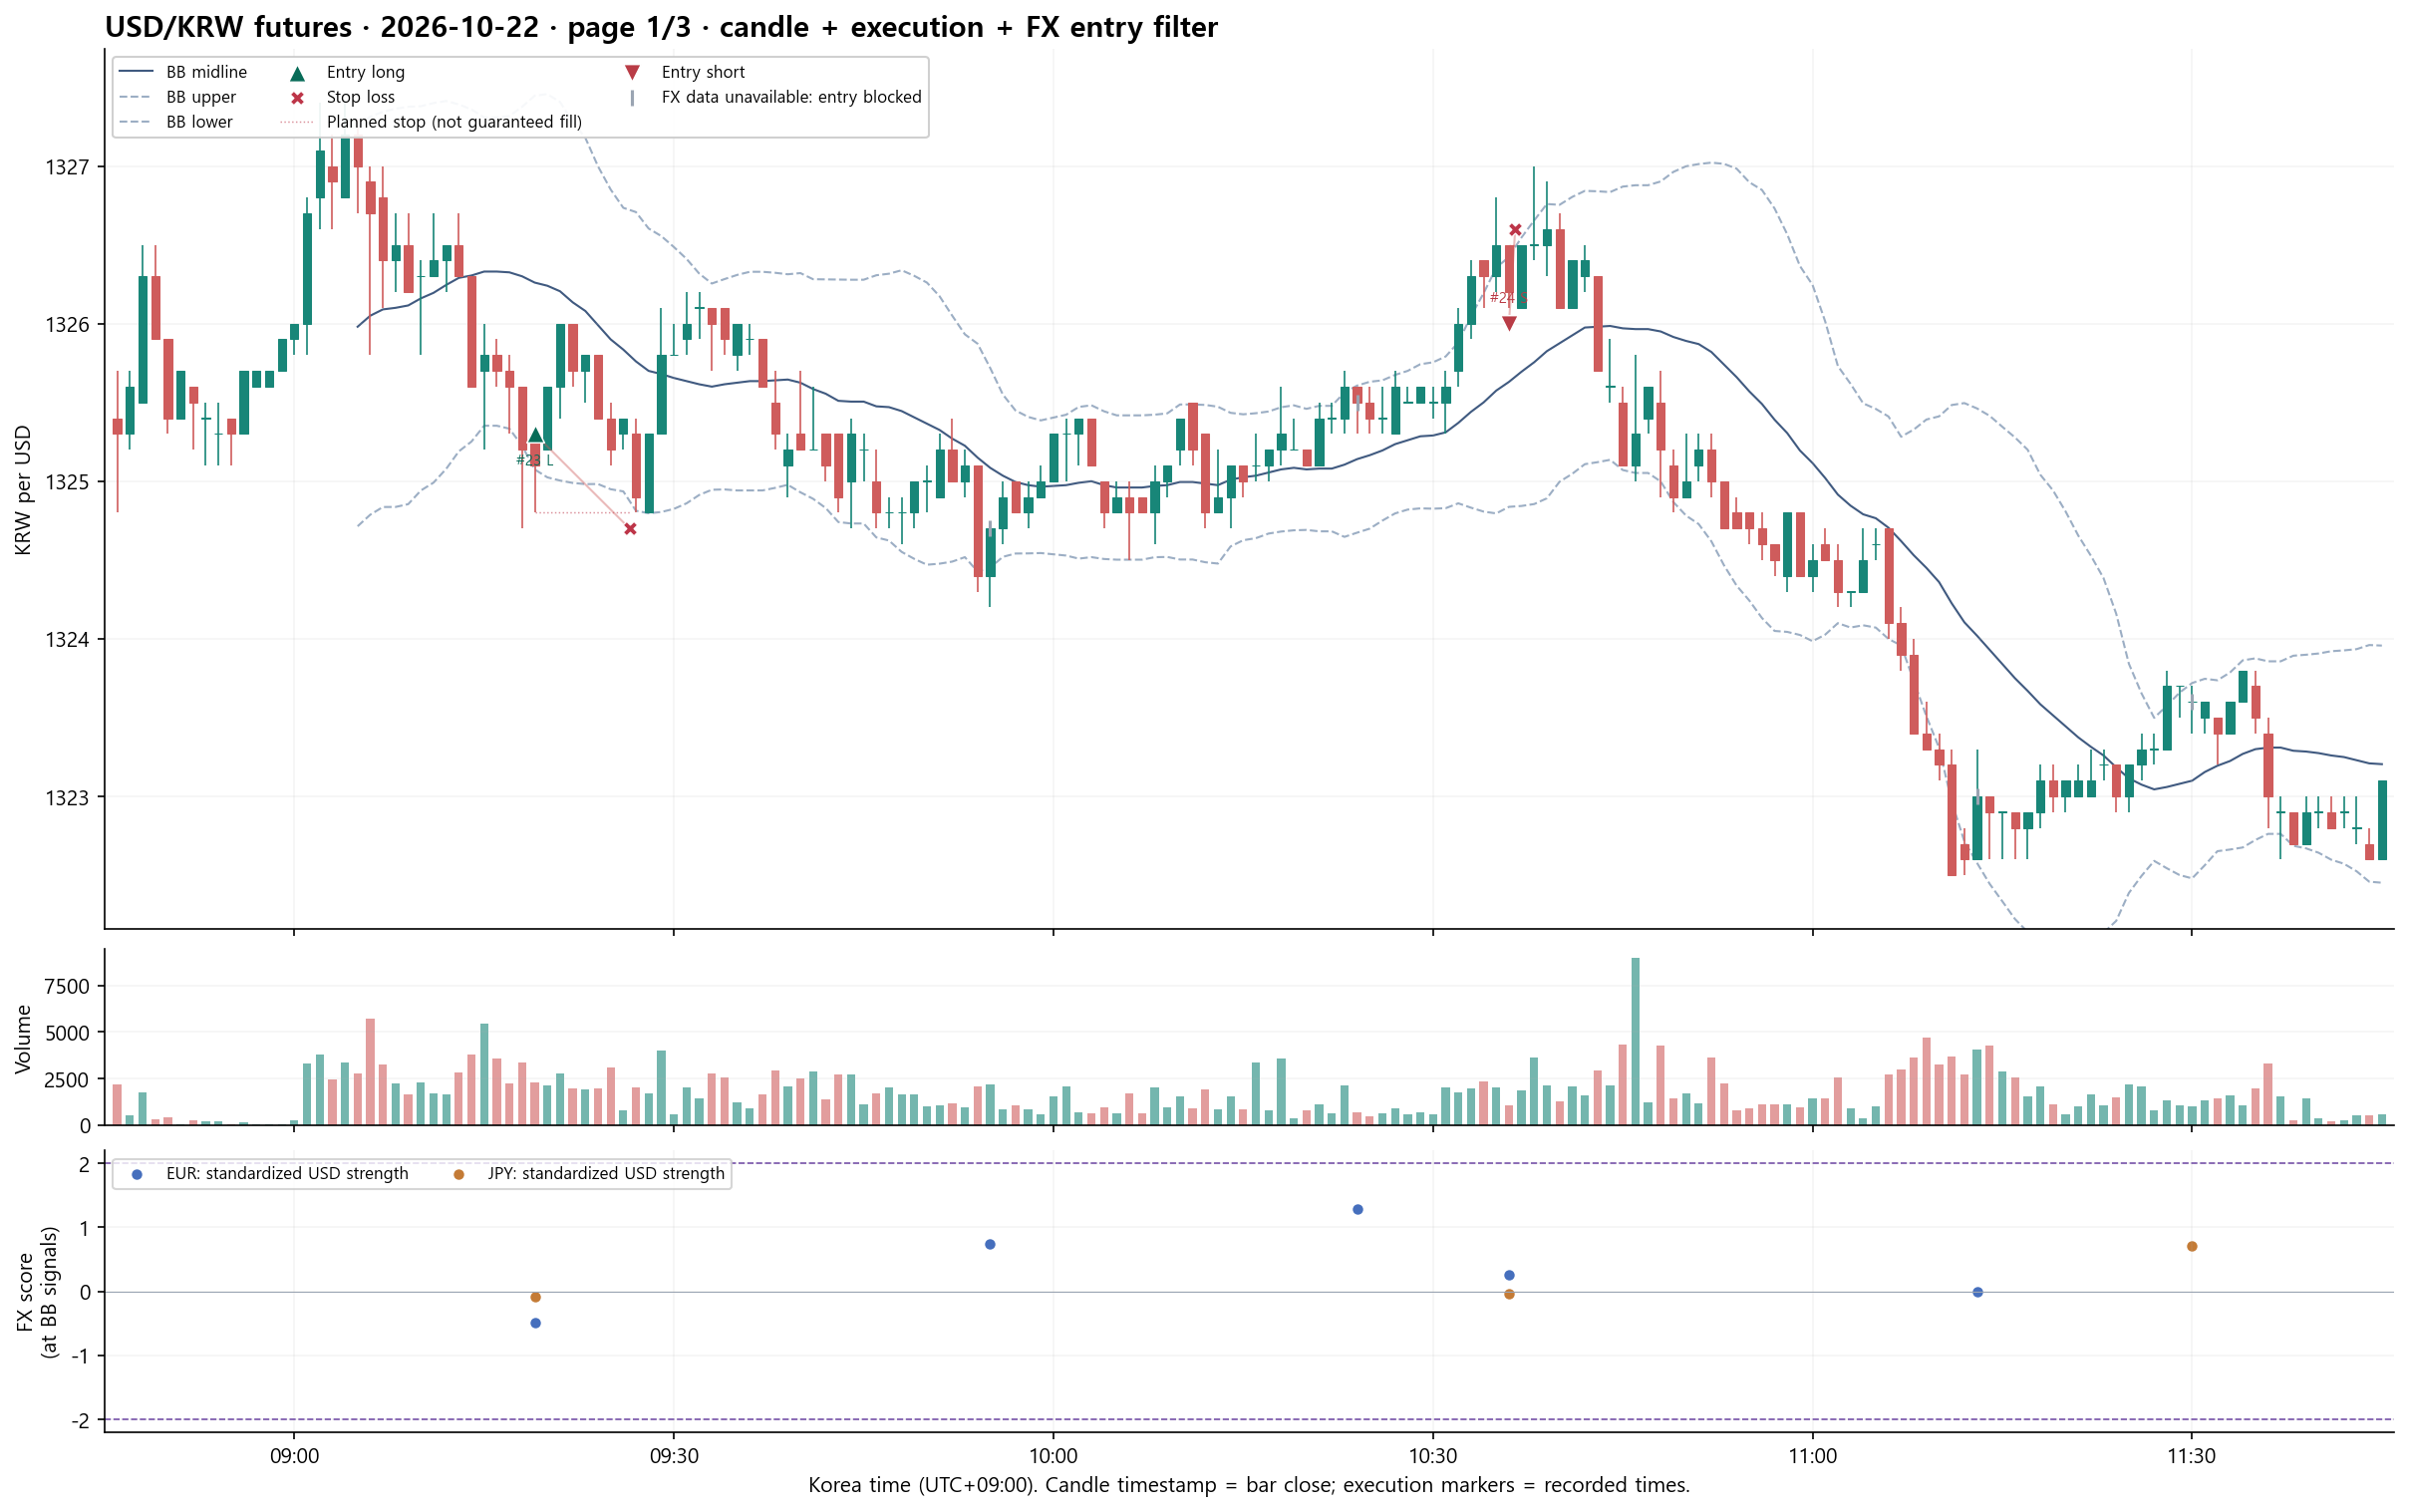 USD/KRW futures · 2026-10-22 · page 1/3 · candle + execution + FX entry filter
BB midline
BB upper
BB lower
Entry long
Stop loss
Planned stop (not guaranteed fill)
Entry short
FX data unavailable: entry blocked
KRW per USD
1327
1326
1325
1324
1323
#23 L
Volume
7500
5000
2500
0
EUR: standardized USD strength
JPY: standardized USD strength
FX score
(at BB signals)
2
1
0
-1
-2
09:00
09:30
10:00
10:30
11:00
11:30
Korea time (UTC+09:00). Candle timestamp = bar close; execution markers = recorded times.